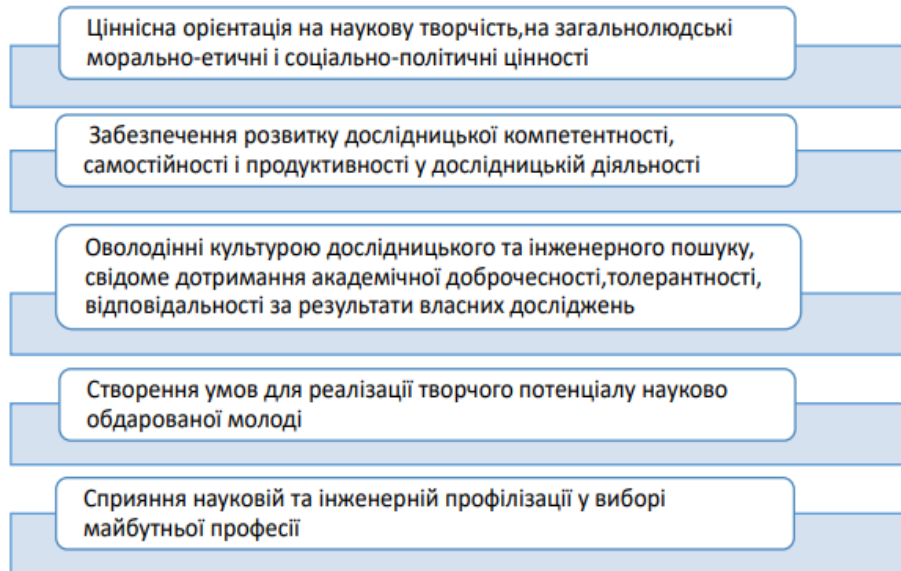 Ціннісна орієнтація на наукову творчість,на загальнолюдські
морально-етичні і соціально-політичні цінності
Забезпечення розвитку дослідницької компетентності,
самостійності і продуктивності у дослідницькій діяльності
Оволодінні культурою дослідницького та інженерного пошуку,
свідоме дотримання академічної доброчесності,толерантності,
відповідальності за результати власних досліджень
Створення умов для реалізації творчого потенціалу науково
обдарованої молоді
Сприяння науковій та інженерній профілізації у виборі
майбутньої професії